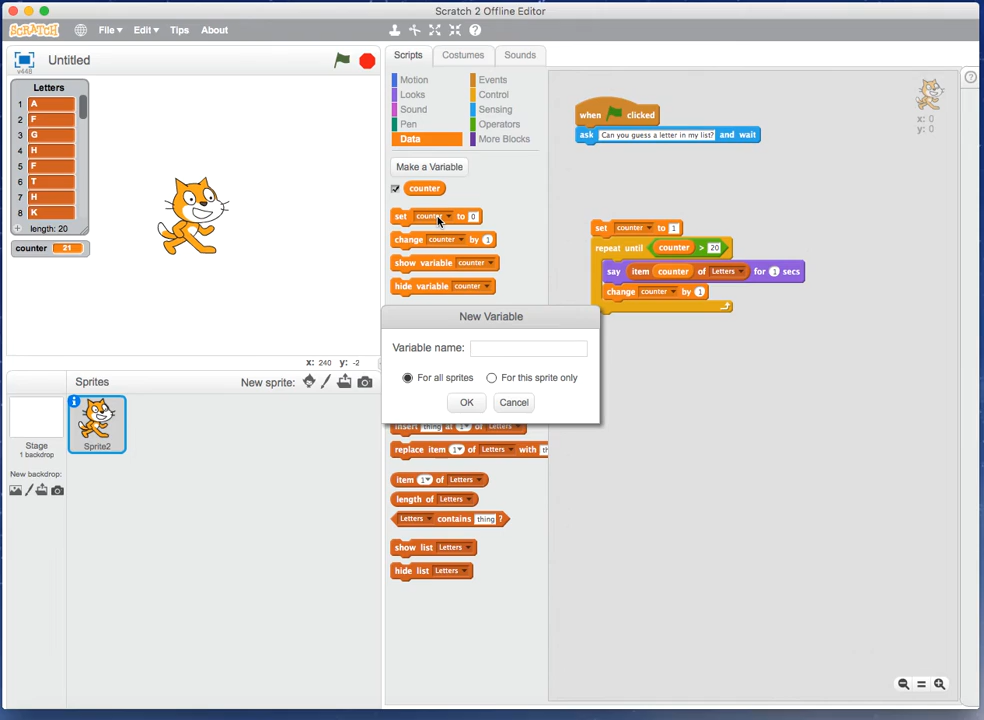 Scratch 2 Offline Editor
SCRATCH File Edit Tips About
v448
Untitled
Letters
1 A
2 F
3 G
4 H
5 F
6 T
7 H
8 K
+ length: 20
counter 21
x: 240 y: -2
Sprites New sprite:
Stage
1 backdrop
New backdrop:
Sprite2
Scripts Costumes Sounds
Motion Events
Looks Control
Sound Sensing
Pen Operators
Data More Blocks
Make a Variable
counter
set counter to 0
change counter by 1
show variable counter
hide variable counter
New Variable
Variable name:
For all sprites For this sprite only
OK Cancel
insert thing at 1 of Letters
replace item 1 of Letters with
item 1 of Letters
length of Letters
Letters contains thing ?
show list Letters
hide list Letters
when clicked
ask Can you guess a letter in my list? and wait
set counter to 1
repeat until counter > 20
say item counter of Letters for 1 secs
change counter by 1
x: 0
y: 0